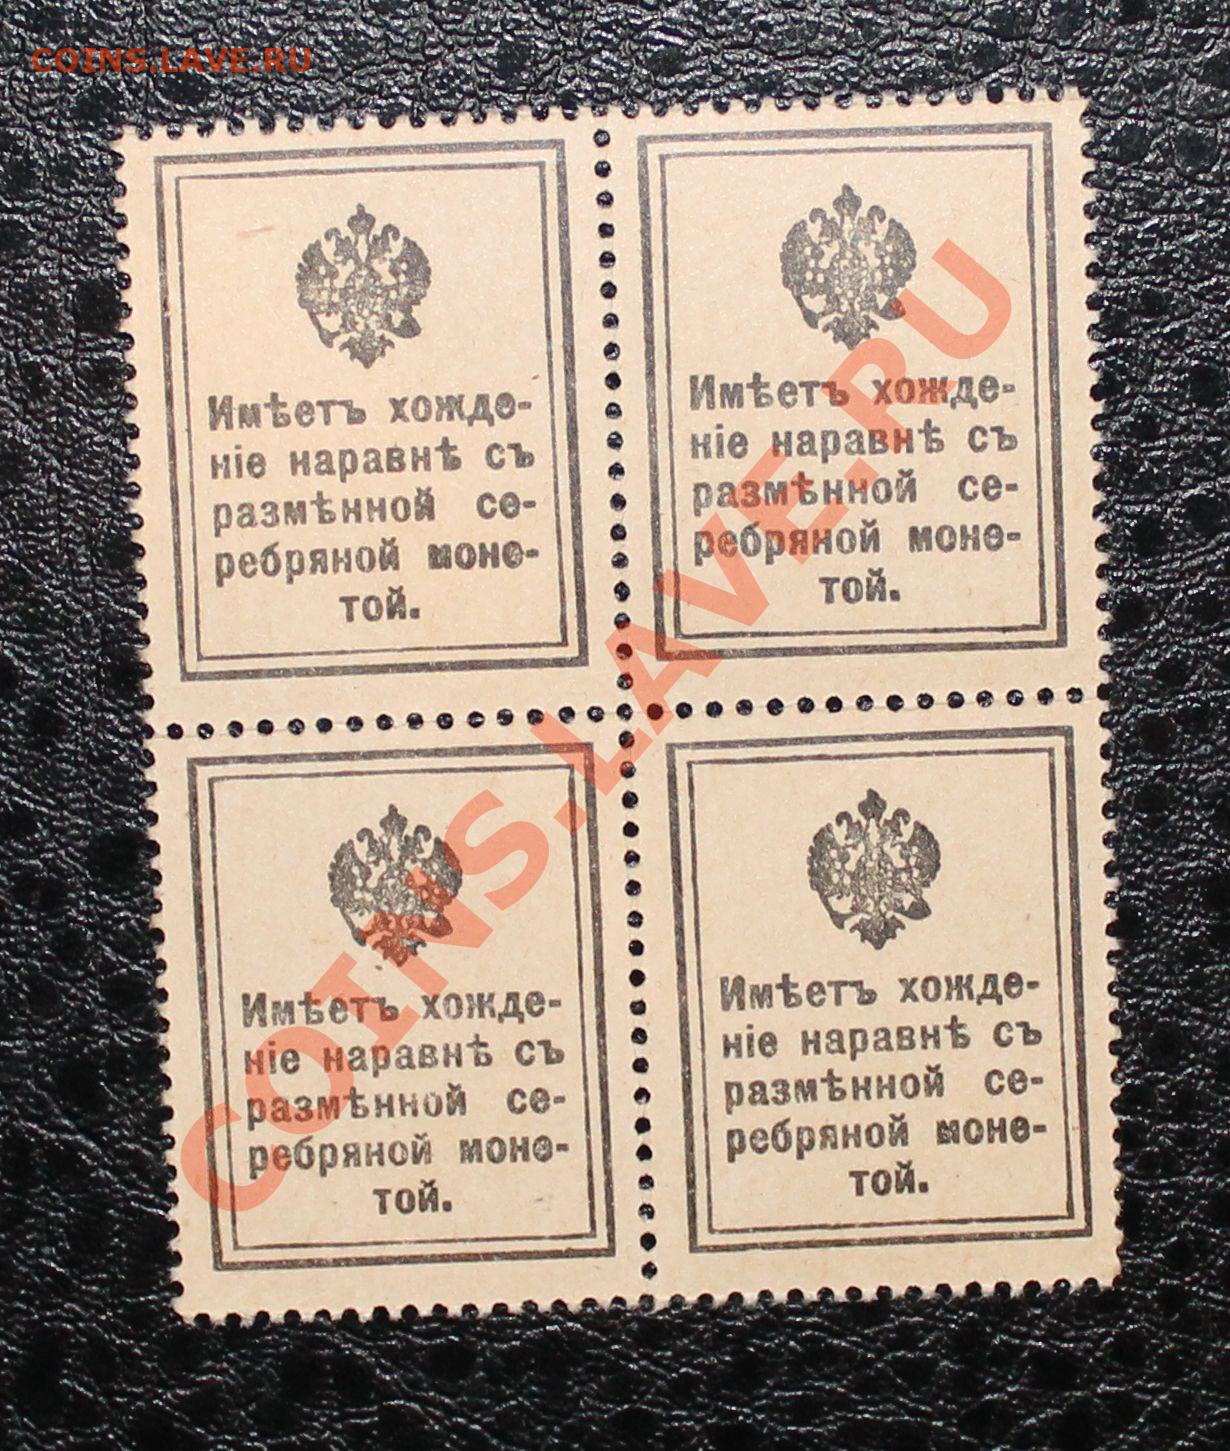 COINS.LAVE.RU
Имѣетъ хожде-
ніе наравнѣ съ
размѣнной се-
ребряной моне-
той.
Имѣетъ хожде-
ніе наравнѣ съ
размѣнной се-
ребряной моне-
той.
Имѣетъ хожде-
ніе наравнѣ съ
размѣнной се-
ребряной моне-
той.
Имѣетъ хожде-
ніе наравнѣ съ
размѣнной се-
ребряной моне-
той.
COINS.LAVE.RU